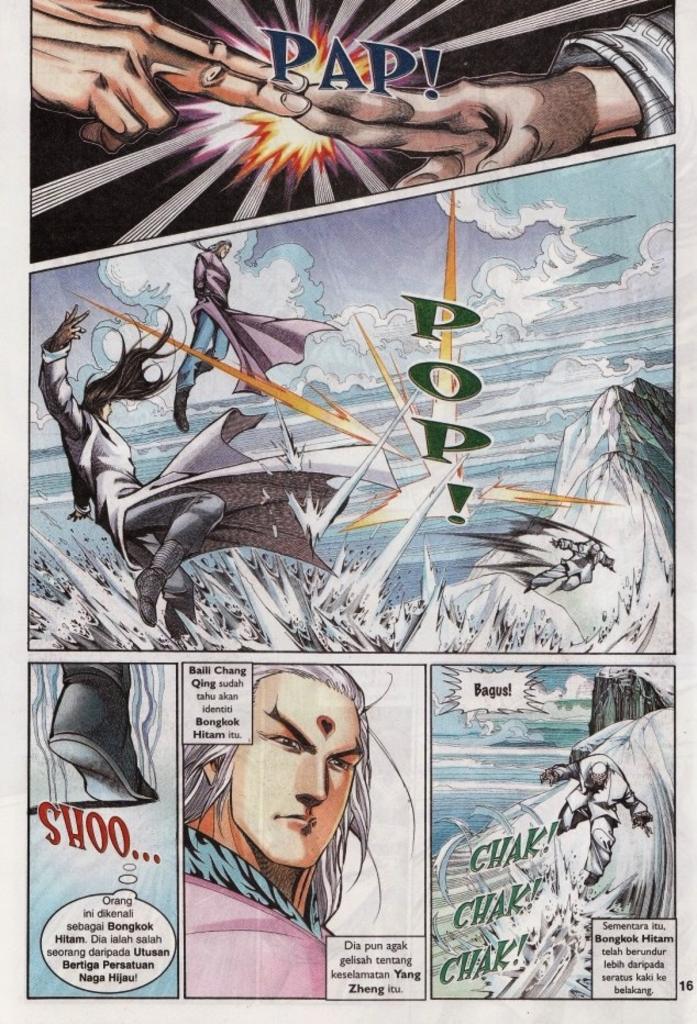 PAP!
POP!
SHOO...
Orang
ini dikenali
sebagai Bongkok
Hitam. Dia ialah salah
seorang daripada Utusan
Bertiga Persatuan
Naga Hijau!
Baili Chang
Qing sudah
tahu akan
identiti
Bongkok
Hitam itu.
Dia pun agak
gelisah tentang
keselamatan Yang
Zheng itu.
Bagus!
CHAK!
CHAK!
CHAK!
Sementara itu,
Bongkok Hitam
telah berundur
lebih daripada
seratus kaki ke
belakang.
16